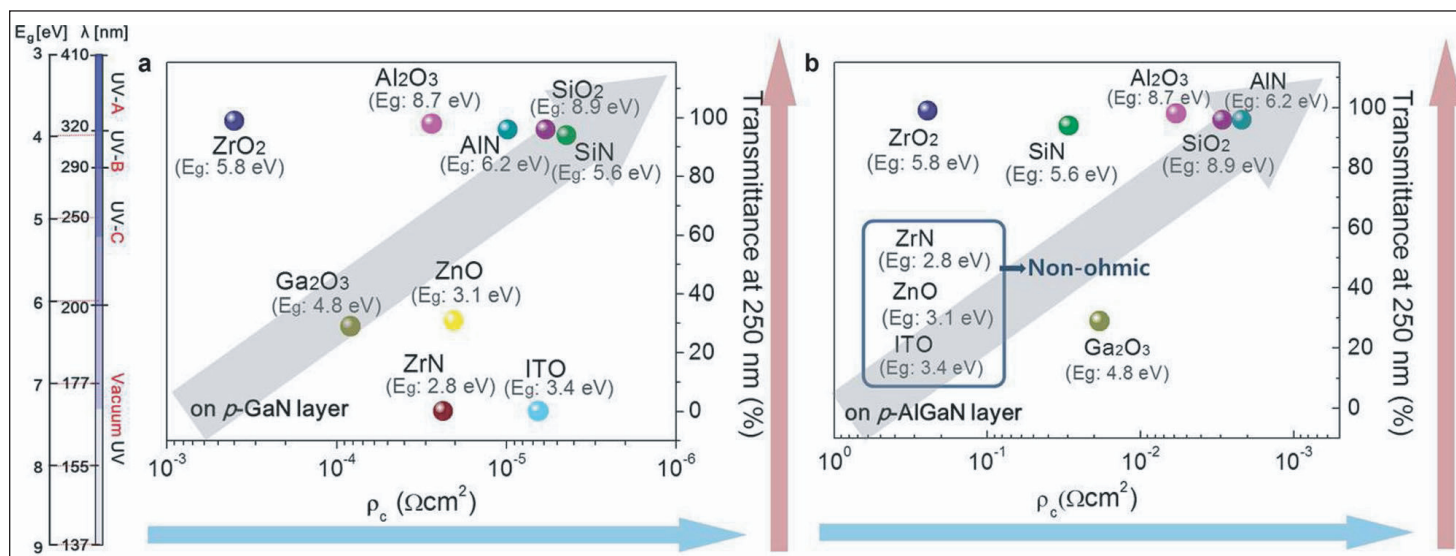 Eg [eV] λ [nm]
3
4
5
6
7
8
9
410
320
290
250
200
177
155
137
UV-A
UV-B
UV-C
Vacuum UV
a
ZrO2
(Eg: 5.8 eV)
Al2O3
(Eg: 8.7 eV)
AlN
(Eg: 6.2 eV)
SiO2
(Eg: 8.9 eV)
SiN
(Eg: 5.6 eV)
Ga2O3
(Eg: 4.8 eV)
ZnO
(Eg: 3.1 eV)
ZrN
(Eg: 2.8 eV)
ITO
(Eg: 3.4 eV)
on p-GaN layer
100
80
60
40
20
0
Transmittance at 250 nm (%)
10-3
10-4
10-5
10-6
ρc (Ωcm2)
b
ZrO2
(Eg: 5.8 eV)
SiN
(Eg: 5.6 eV)
Al2O3
(Eg: 8.7 eV)
AlN
(Eg: 6.2 eV)
SiO2
(Eg: 8.9 eV)
ZrN
(Eg: 2.8 eV)
ZnO
(Eg: 3.1 eV)
ITO
(Eg: 3.4 eV)
Non-ohmic
Ga2O3
(Eg: 4.8 eV)
on p-AlGaN layer
100
80
60
40
20
0
Transmittance at 250 nm (%)
100
10-1
10-2
10-3
ρc (Ωcm2)